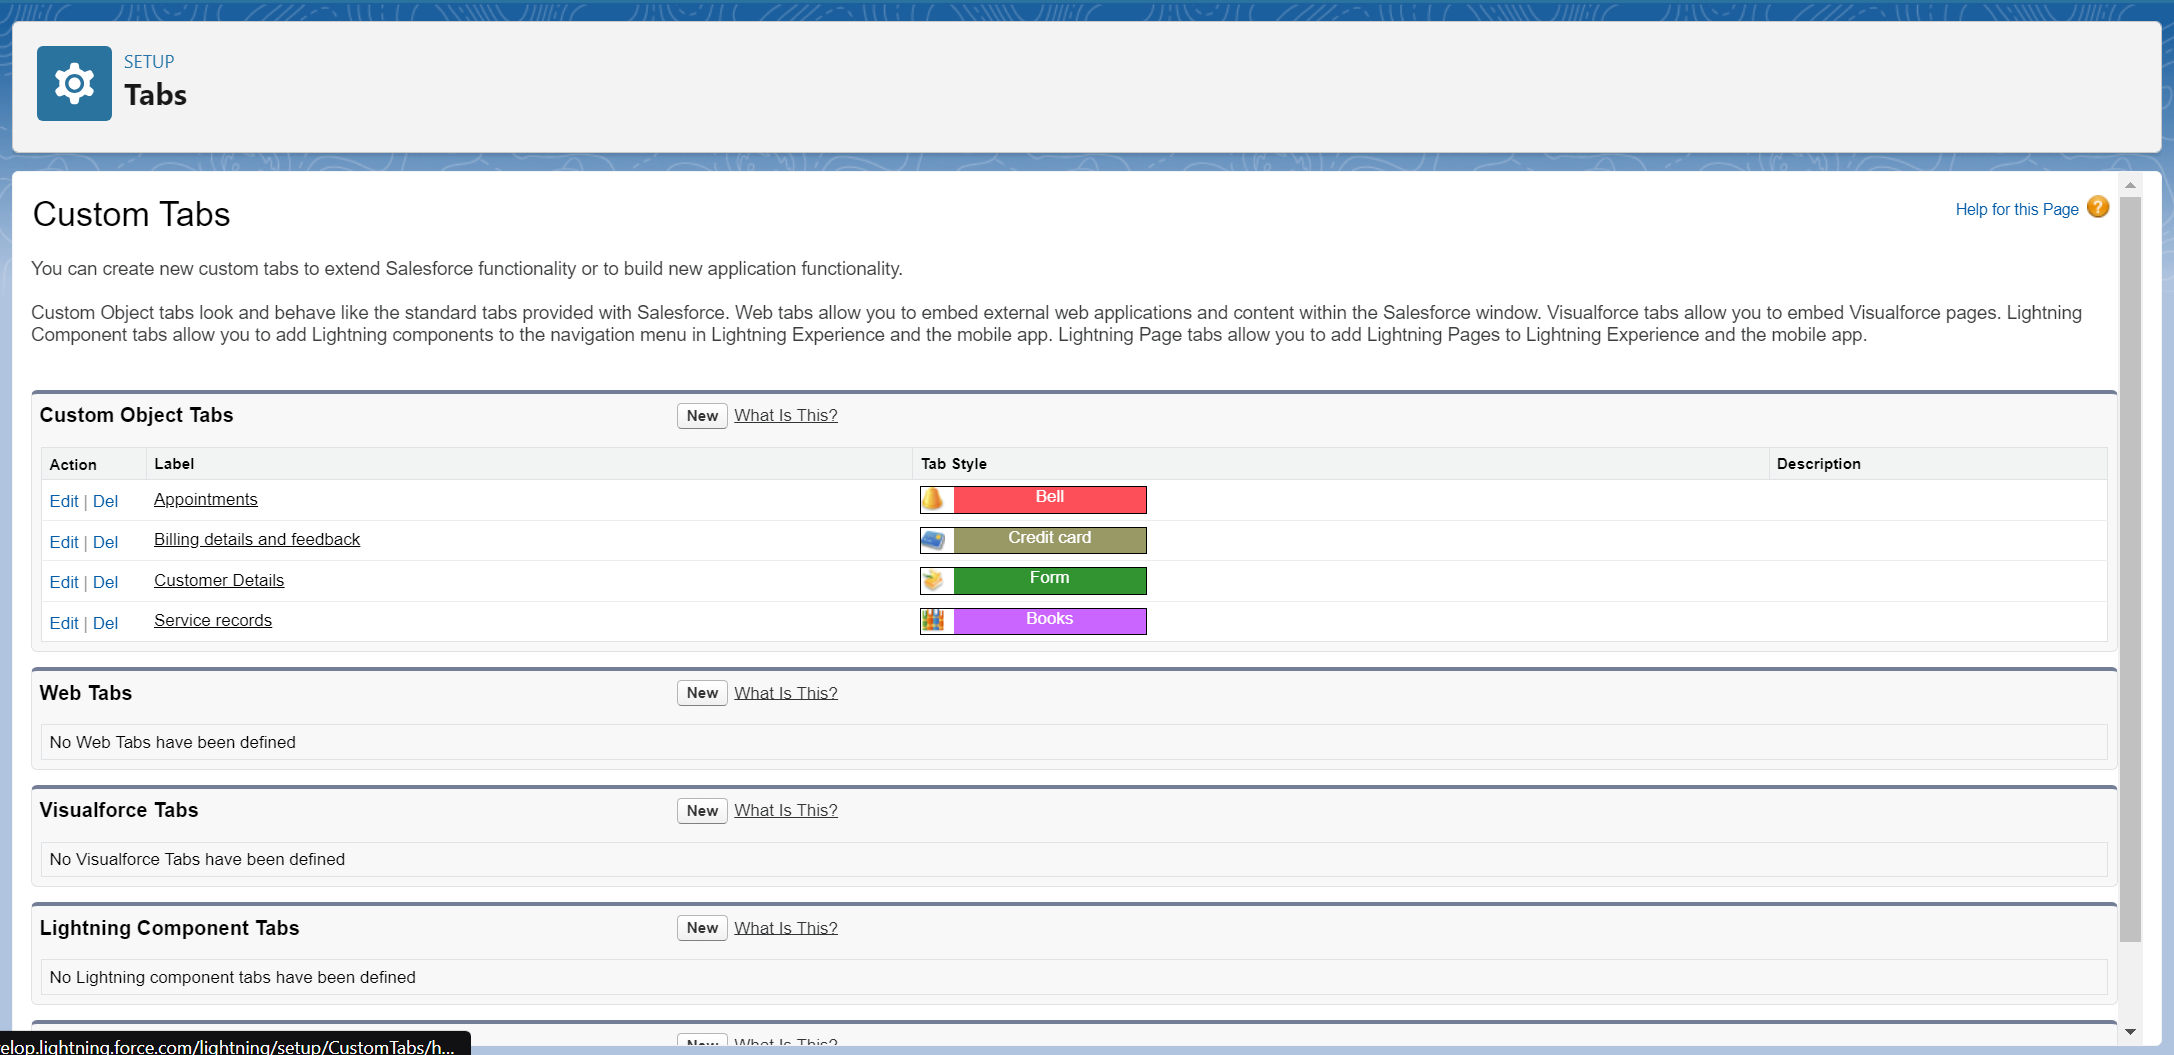 SETUP
Tabs
Custom Tabs
Help for this Page ?
You can create new custom tabs to extend Salesforce functionality or to build new application functionality.
Custom Object tabs look and behave like the standard tabs provided with Salesforce. Web tabs allow you to embed external web applications and content within the Salesforce window. Visualforce tabs allow you to embed Visualforce pages. Lightning
Component tabs allow you to add Lightning components to the navigation menu in Lightning Experience and the mobile app. Lightning Page tabs allow you to add Lightning Pages to Lightning Experience and the mobile app.
Custom Object Tabs New What Is This?
Action Label Tab Style Description
Edit | Del Appointments Bell
Edit | Del Billing details and feedback Credit card
Edit | Del Customer Details Form
Edit | Del Service records Books
Web Tabs New What Is This?
No Web Tabs have been defined
Visualforce Tabs New What Is This?
No Visualforce Tabs have been defined
Lightning Component Tabs New What Is This?
No Lightning component tabs have been defined
New What Is This?
elop.lightning.force.com/lightning/setup/CustomTabs/h...